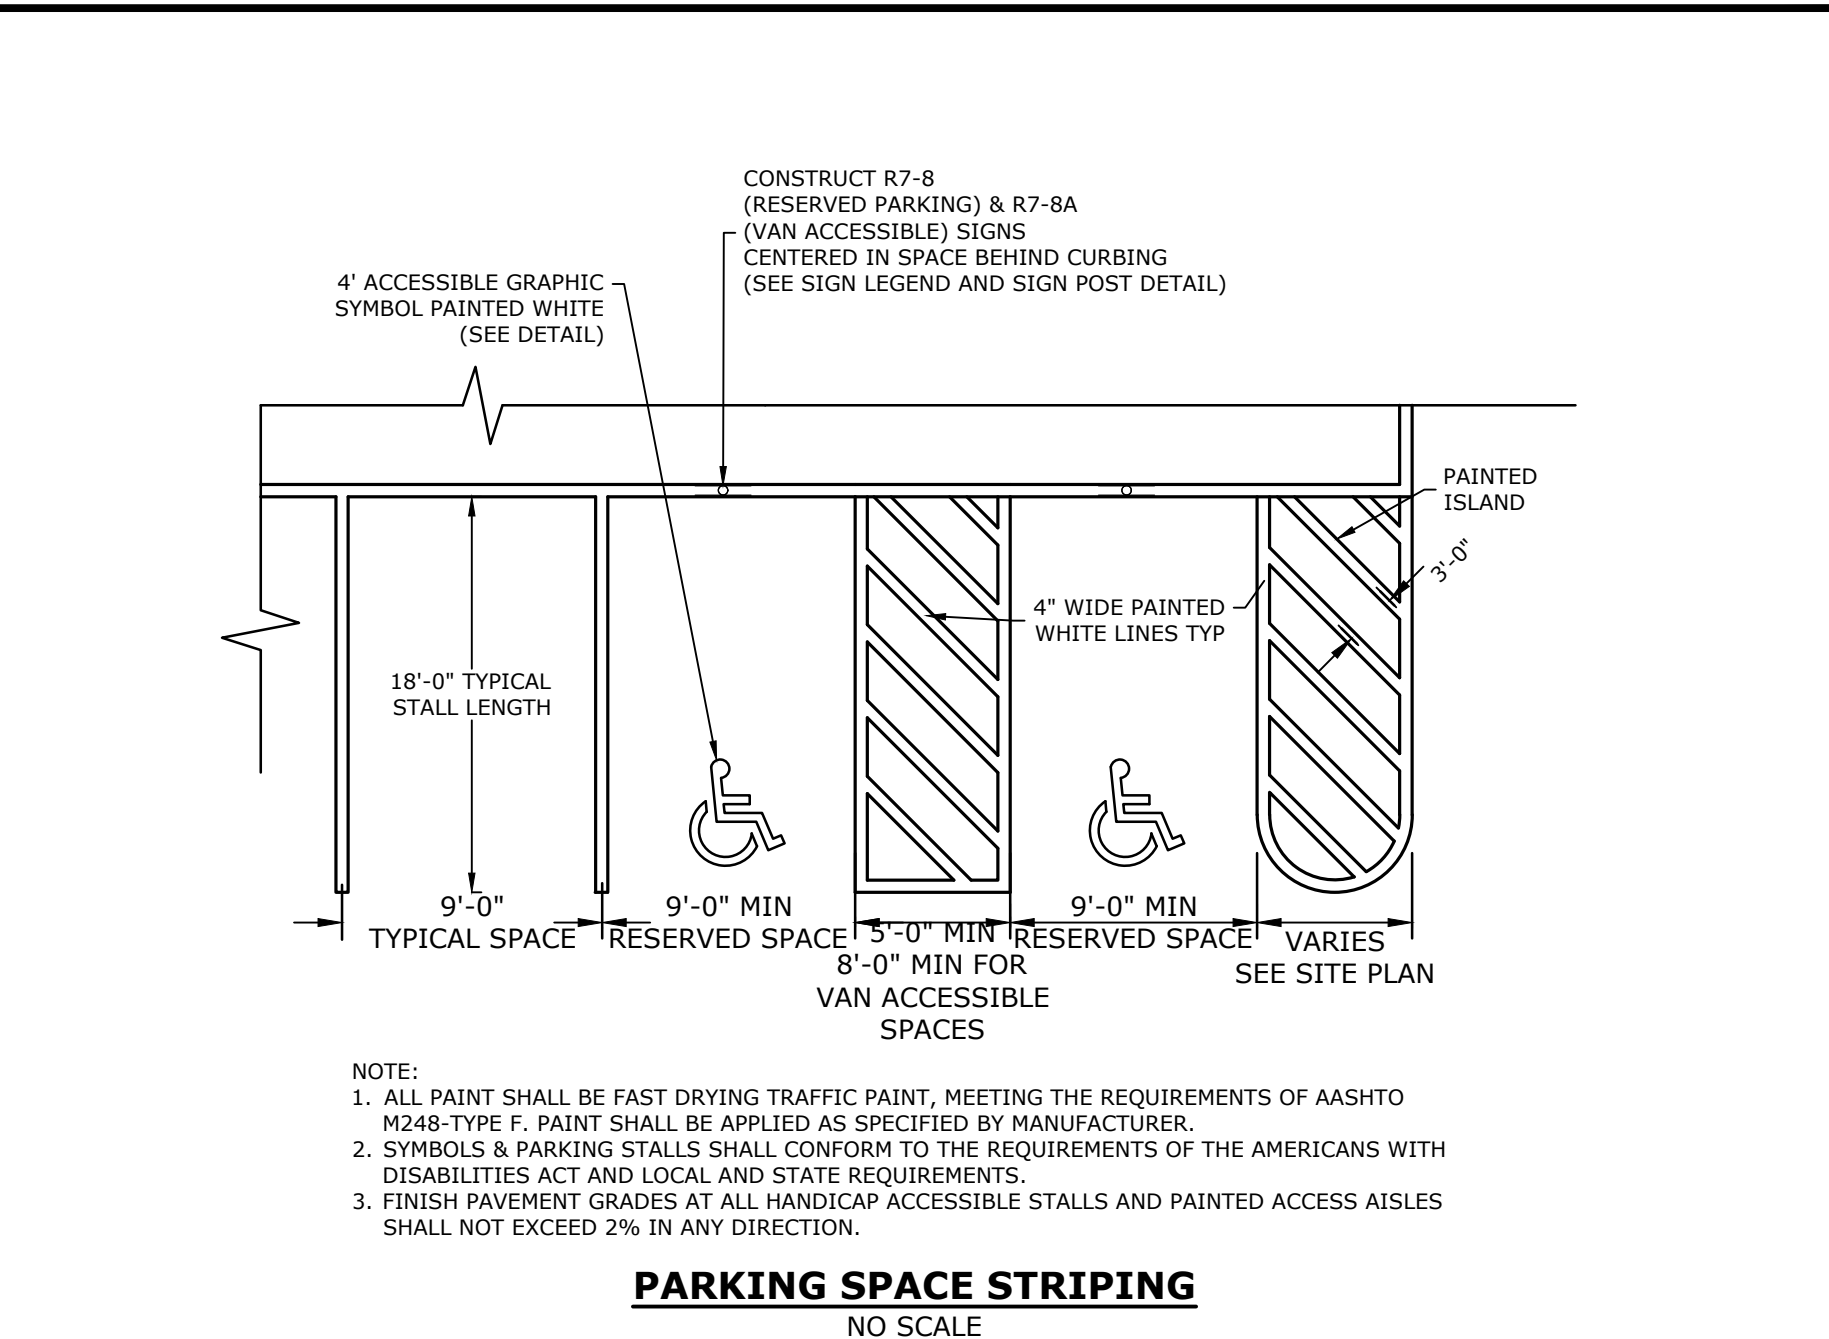 CONSTRUCT R7-8
(RESERVED PARKING) & R7-8A
(VAN ACCESSIBLE) SIGNS
CENTERED IN SPACE BEHIND CURBING
(SEE SIGN LEGEND AND SIGN POST DETAIL)
4' ACCESSIBLE GRAPHIC
SYMBOL PAINTED WHITE
(SEE DETAIL)
PAINTED
ISLAND
3'-0"
4" WIDE PAINTED
WHITE LINES TYP
18'-0" TYPICAL
STALL LENGTH
9'-0"
TYPICAL SPACE
9'-0" MIN
RESERVED SPACE
5'-0" MIN
8'-0" MIN FOR
VAN ACCESSIBLE
SPACES
9'-0" MIN
RESERVED SPACE
VARIES
SEE SITE PLAN
NOTE:
1. ALL PAINT SHALL BE FAST DRYING TRAFFIC PAINT, MEETING THE REQUIREMENTS OF AASHTO
M248-TYPE F. PAINT SHALL BE APPLIED AS SPECIFIED BY MANUFACTURER.
2. SYMBOLS & PARKING STALLS SHALL CONFORM TO THE REQUIREMENTS OF THE AMERICANS WITH
DISABILITIES ACT AND LOCAL AND STATE REQUIREMENTS.
3. FINISH PAVEMENT GRADES AT ALL HANDICAP ACCESSIBLE STALLS AND PAINTED ACCESS AISLES
SHALL NOT EXCEED 2% IN ANY DIRECTION.
PARKING SPACE STRIPING
NO SCALE